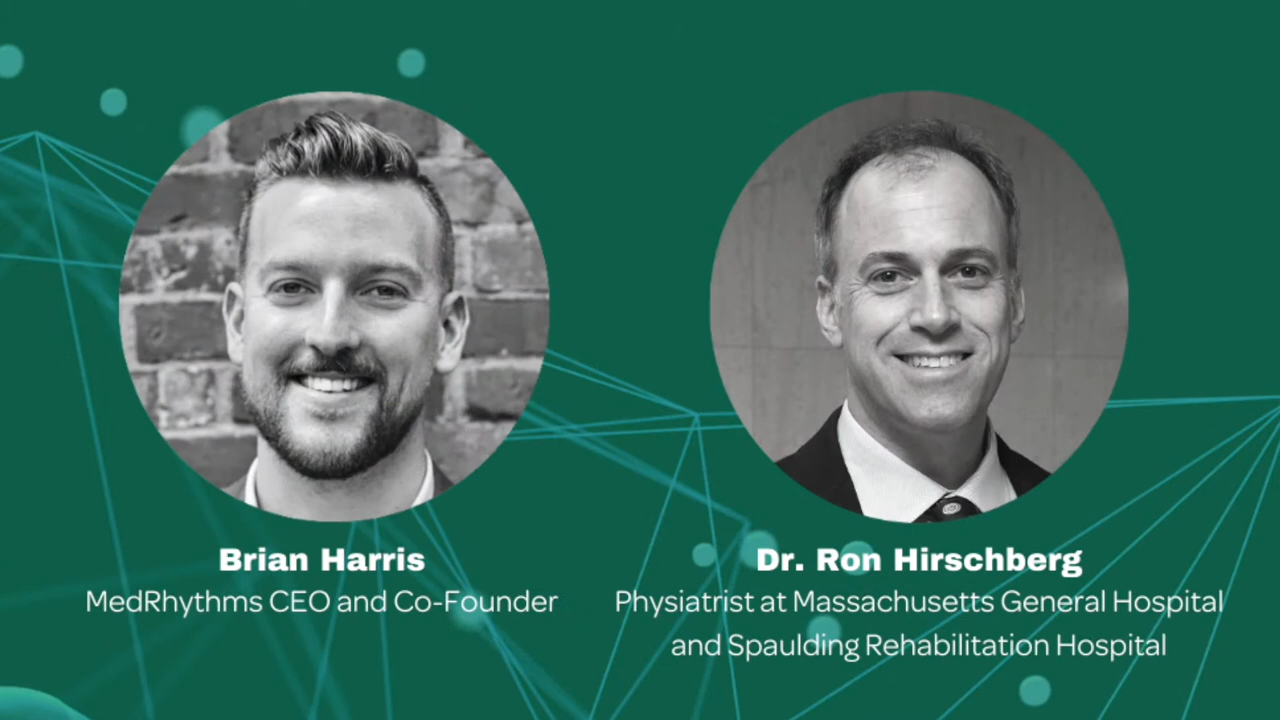 Brian Harris
MedRhythms CEO and Co-Founder
Dr. Ron Hirschberg
Physiatrist at Massachusetts General Hospital
and Spaulding Rehabilitation Hospital